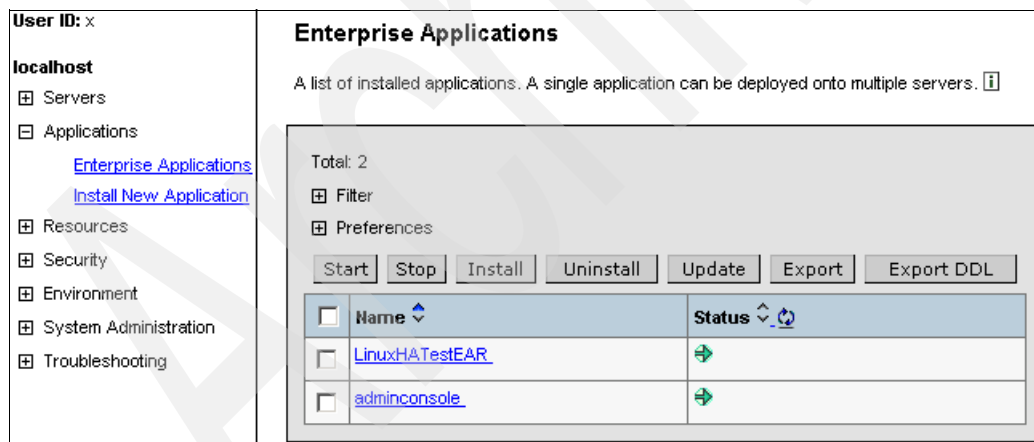 User ID: x
localhost
Servers
Applications
Enterprise Applications
Install New Application
Resources
Security
Environment
System Administration
Troubleshooting
Enterprise Applications
A list of installed applications. A single application can be deployed onto multiple servers. i
Total: 2
Filter
Preferences
Start Stop Install Uninstall Update Export Export DDL
Name Status
LinuxHATestEAR
adminconsole